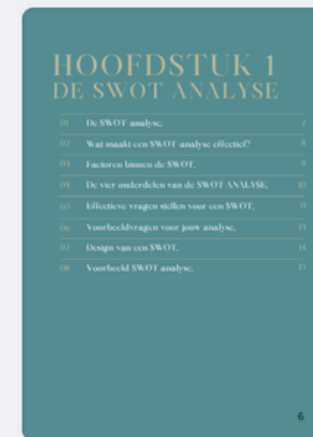 HOOFDSTUK 1
DE SWOT ANALYSE
01 De SWOT analyse. 7
02 Wat maakt een SWOT-analyse effectief? 8
03 Facturen binnen de SWOT. 9
04 De vier onderdelen van de SWOT ANALYSE. 10
05 Effectieve vragen stellen voor een SWOT. 11
06 Voorbeeldvragen voor jouw analyse. 13
07 Design van een SWOT. 14
08 Voorbeeld SWOT analyse. 15
6